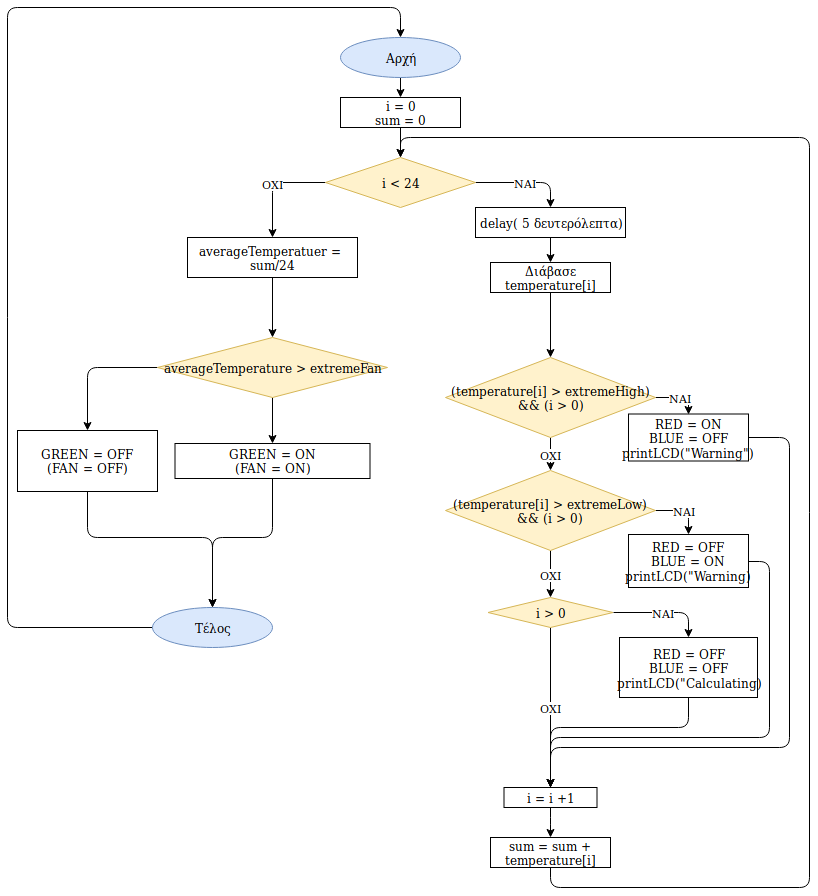 Αρχή
i = 0
sum = 0
i < 24
ΟΧΙ
ΝΑΙ
averageTemperatuer =
sum/24
delay( 5 δευτερόλεπτα)
Διάβασε
temperature[i]
averageTemperature > extremeFan
(temperature[i] > extremeHigh)
&& (i > 0)
ΝΑΙ
RED = ON
BLUE = OFF
printLCD("Warning")
GREEN = OFF
(FAN = OFF)
GREEN = ON
(FAN = ON)
ΟΧΙ
(temperature[i] > extremeLow)
&& (i > 0)
ΝΑΙ
RED = OFF
BLUE = ON
printLCD("Warning)
ΟΧΙ
i > 0
ΝΑΙ
Τέλος
RED = OFF
BLUE = OFF
printLCD("Calculating)
ΟΧΙ
i = i +1
sum = sum +
temperature[i]